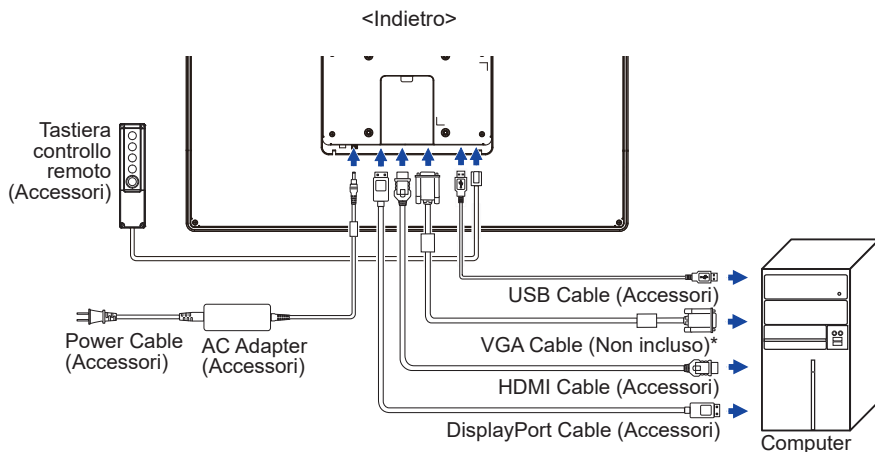 <Indietro>
Tastiera
controllo
remoto
(Accessori)
USB Cable (Accessori)
Power Cable
(Accessori)
AC Adapter
(Accessori)
VGA Cable (Non incluso)*
HDMI Cable (Accessori)
DisplayPort Cable (Accessori)
Computer